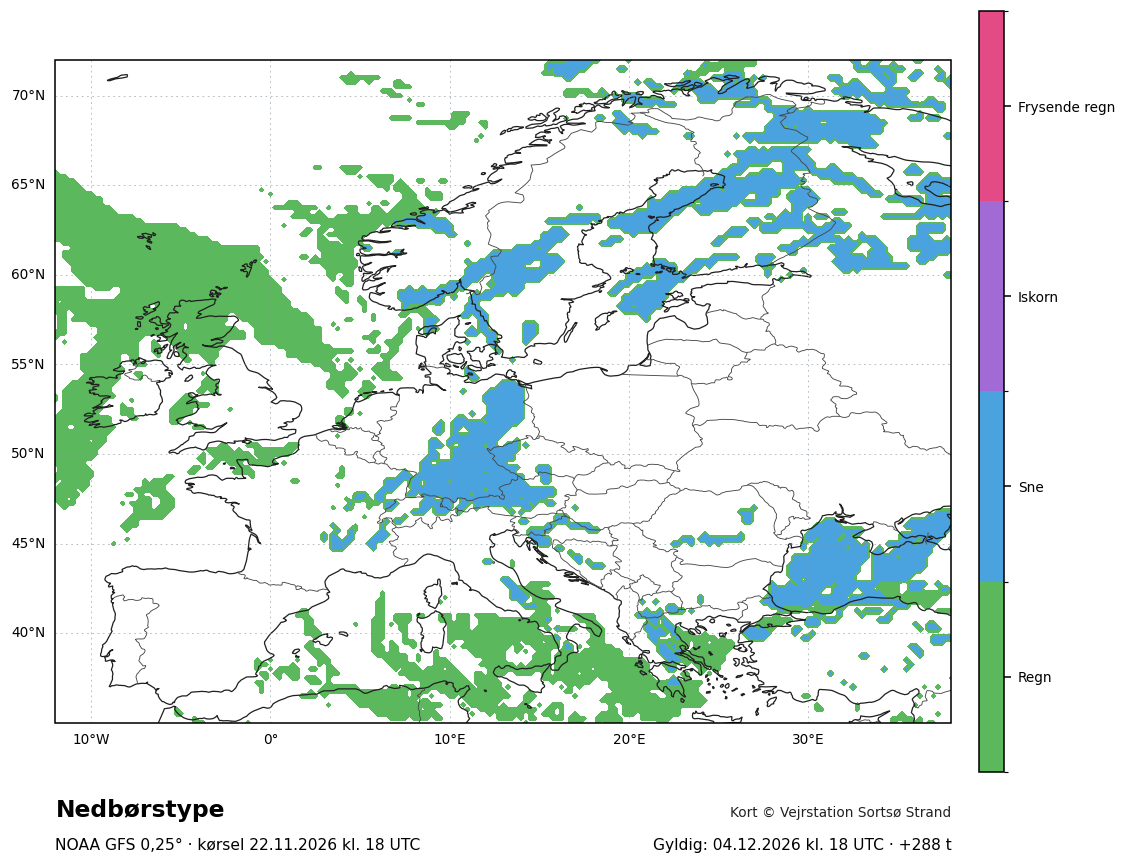 Frysende regn
Iskorn
Sne
Regn
70°N
65°N
60°N
55°N
50°N
45°N
40°N
10°W
0°
10°E
20°E
30°E
Nedbørstype
Kort © Vejrstation Sortsø Strand
NOAA GFS 0,25° · kørsel 22.11.2026 kl. 18 UTC
Gyldig: 04.12.2026 kl. 18 UTC · +288 t